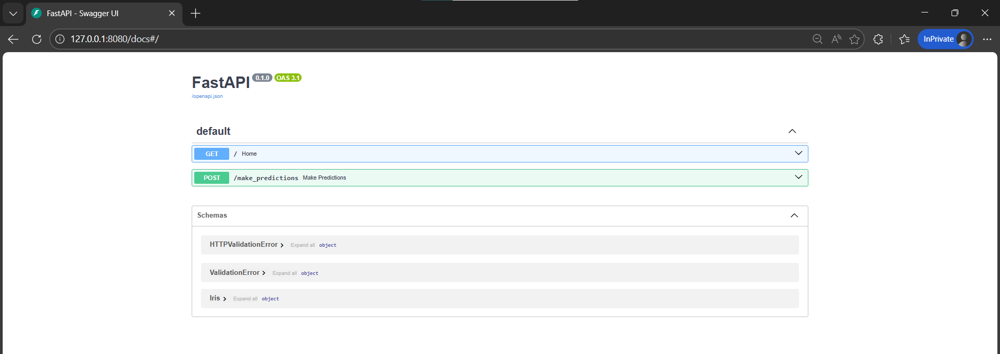 FastAPI - Swagger UI
127.0.0.1:8080/docs#/
InPrivate
FastAPI 0.1.0 OAS 3.1
/openapi.json
default
GET / Home
POST /make_predictions Make Predictions
Schemas
HTTPValidationError Expand all object
ValidationError Expand all object
Iris Expand all object